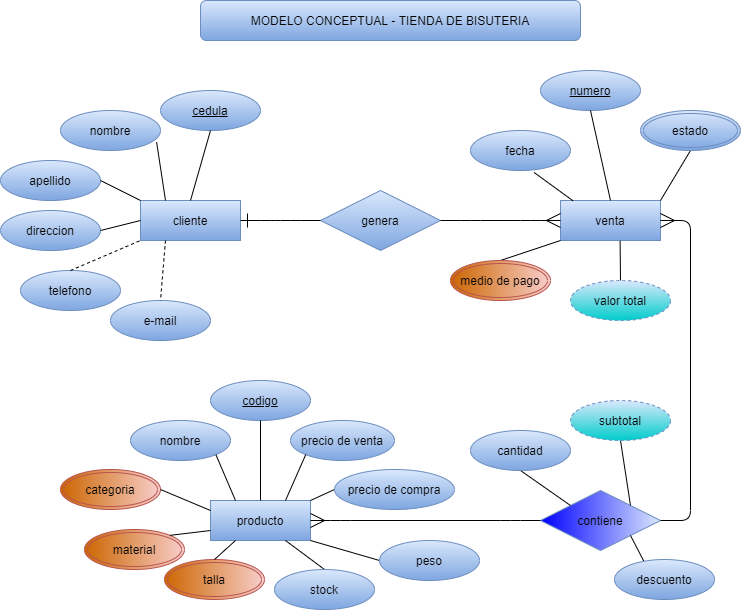 MODELO CONCEPTUAL - TIENDA DE BISUTERIA
cedula
nombre
apellido
direccion
telefono
e-mail
cliente
genera
numero
fecha
estado
venta
medio de pago
valor total
codigo
nombre
precio de venta
categoria
precio de compra
producto
material
talla
stock
peso
cantidad
subtotal
contiene
descuento